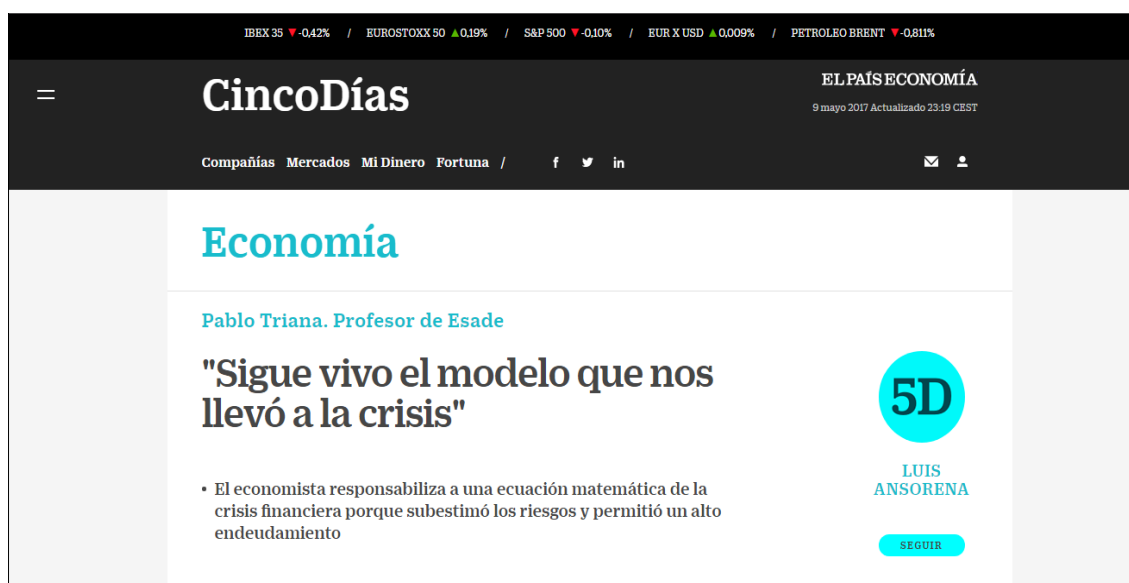 IBEX 35 ▼ -0,42% / EUROSTOXX 50 ▲ 0,19% / S&P 500 ▼ -0,10% / EUR X USD ▲ 0,009% / PETROLEO BRENT ▼ -0,811%
CincoDías
EL PAÍS ECONOMÍA
9 mayo 2017 Actualizado 23:19 CEST
Compañías Mercados Mi Dinero Fortuna /
Economía
Pablo Triana. Profesor de Esade
"Sigue vivo el modelo que nos
llevó a la crisis"
5D
LUIS
ANSORENA
• El economista responsabiliza a una ecuación matemática de la
crisis financiera porque subestimó los riesgos y permitió un alto
endeudamiento
SEGUIR